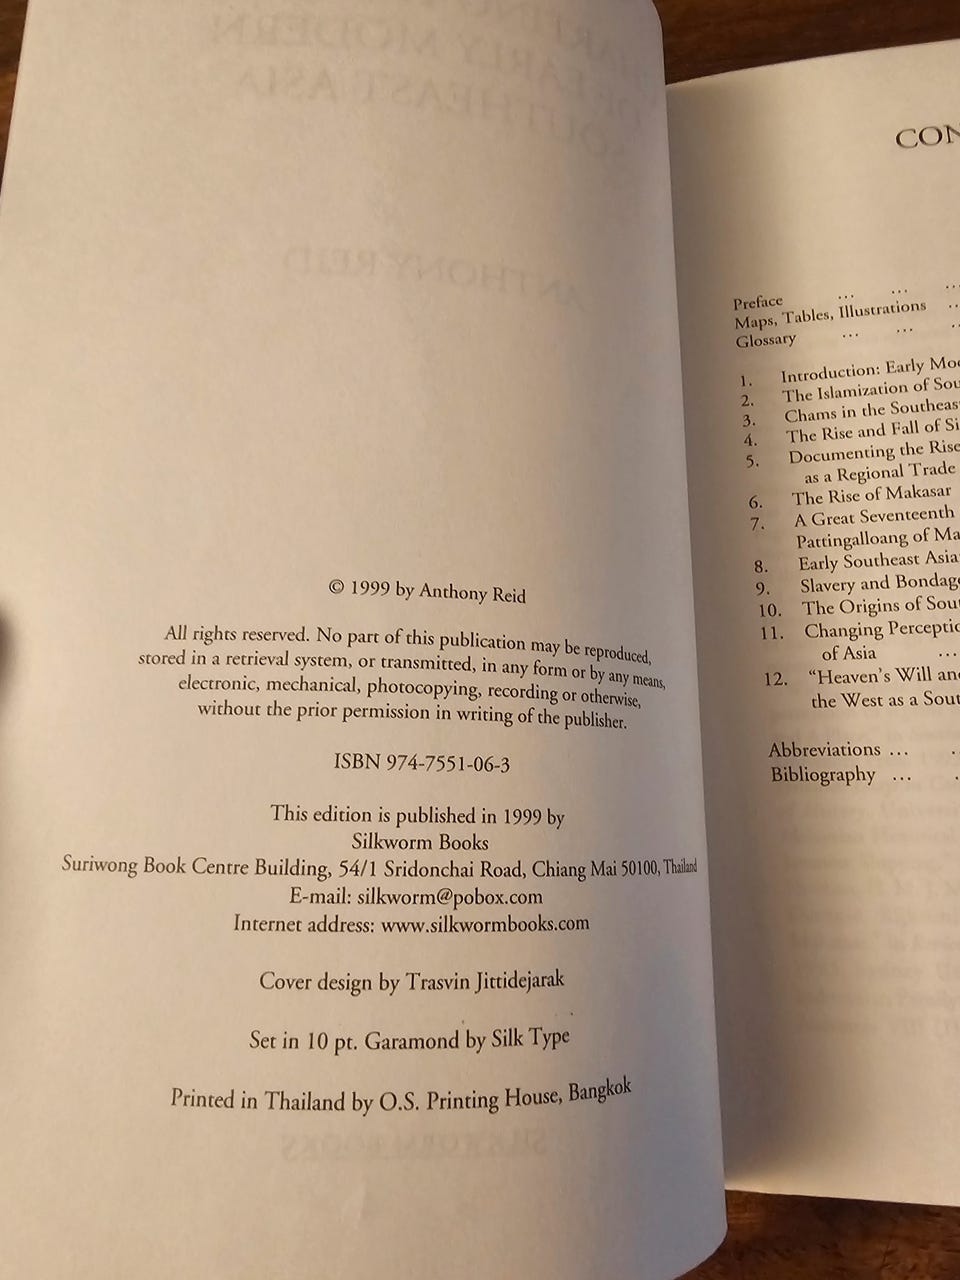 © 1999 by Anthony Reid
All rights reserved. No part of this publication may be reproduced,
stored in a retrieval system, or transmitted, in any form or by any means,
electronic, mechanical, photocopying, recording or otherwise,
without the prior permission in writing of the publisher.
ISBN 974-7551-06-3
This edition is published in 1999 by
Silkworm Books
Suriwong Book Centre Building, 54/1 Sridonchai Road, Chiang Mai 50100, Thailand
E-mail: silkworm@pobox.com
Internet address: www.silkwormbooks.com
Cover design by Trasvin Jittidejarak
Set in 10 pt. Garamond by Silk Type
Printed in Thailand by O.S. Printing House, Bangkok
CON
Preface ... ... ...
Maps, Tables, Illustrations ...
Glossary ... ... ...
1. Introduction: Early Mo
2. The Islamization of Sou
3. Chams in the Southeas
4. The Rise and Fall of Si
5. Documenting the Rise
as a Regional Trade
6. The Rise of Makasar
7. A Great Seventeenth
Pattingalloang of Ma
8. Early Southeast Asia
9. Slavery and Bondag
10. The Origins of Sou
11. Changing Percepti
of Asia ...
12. “Heaven's Will an
the West as a Sout
Abbreviations ... .
Bibliography ... .